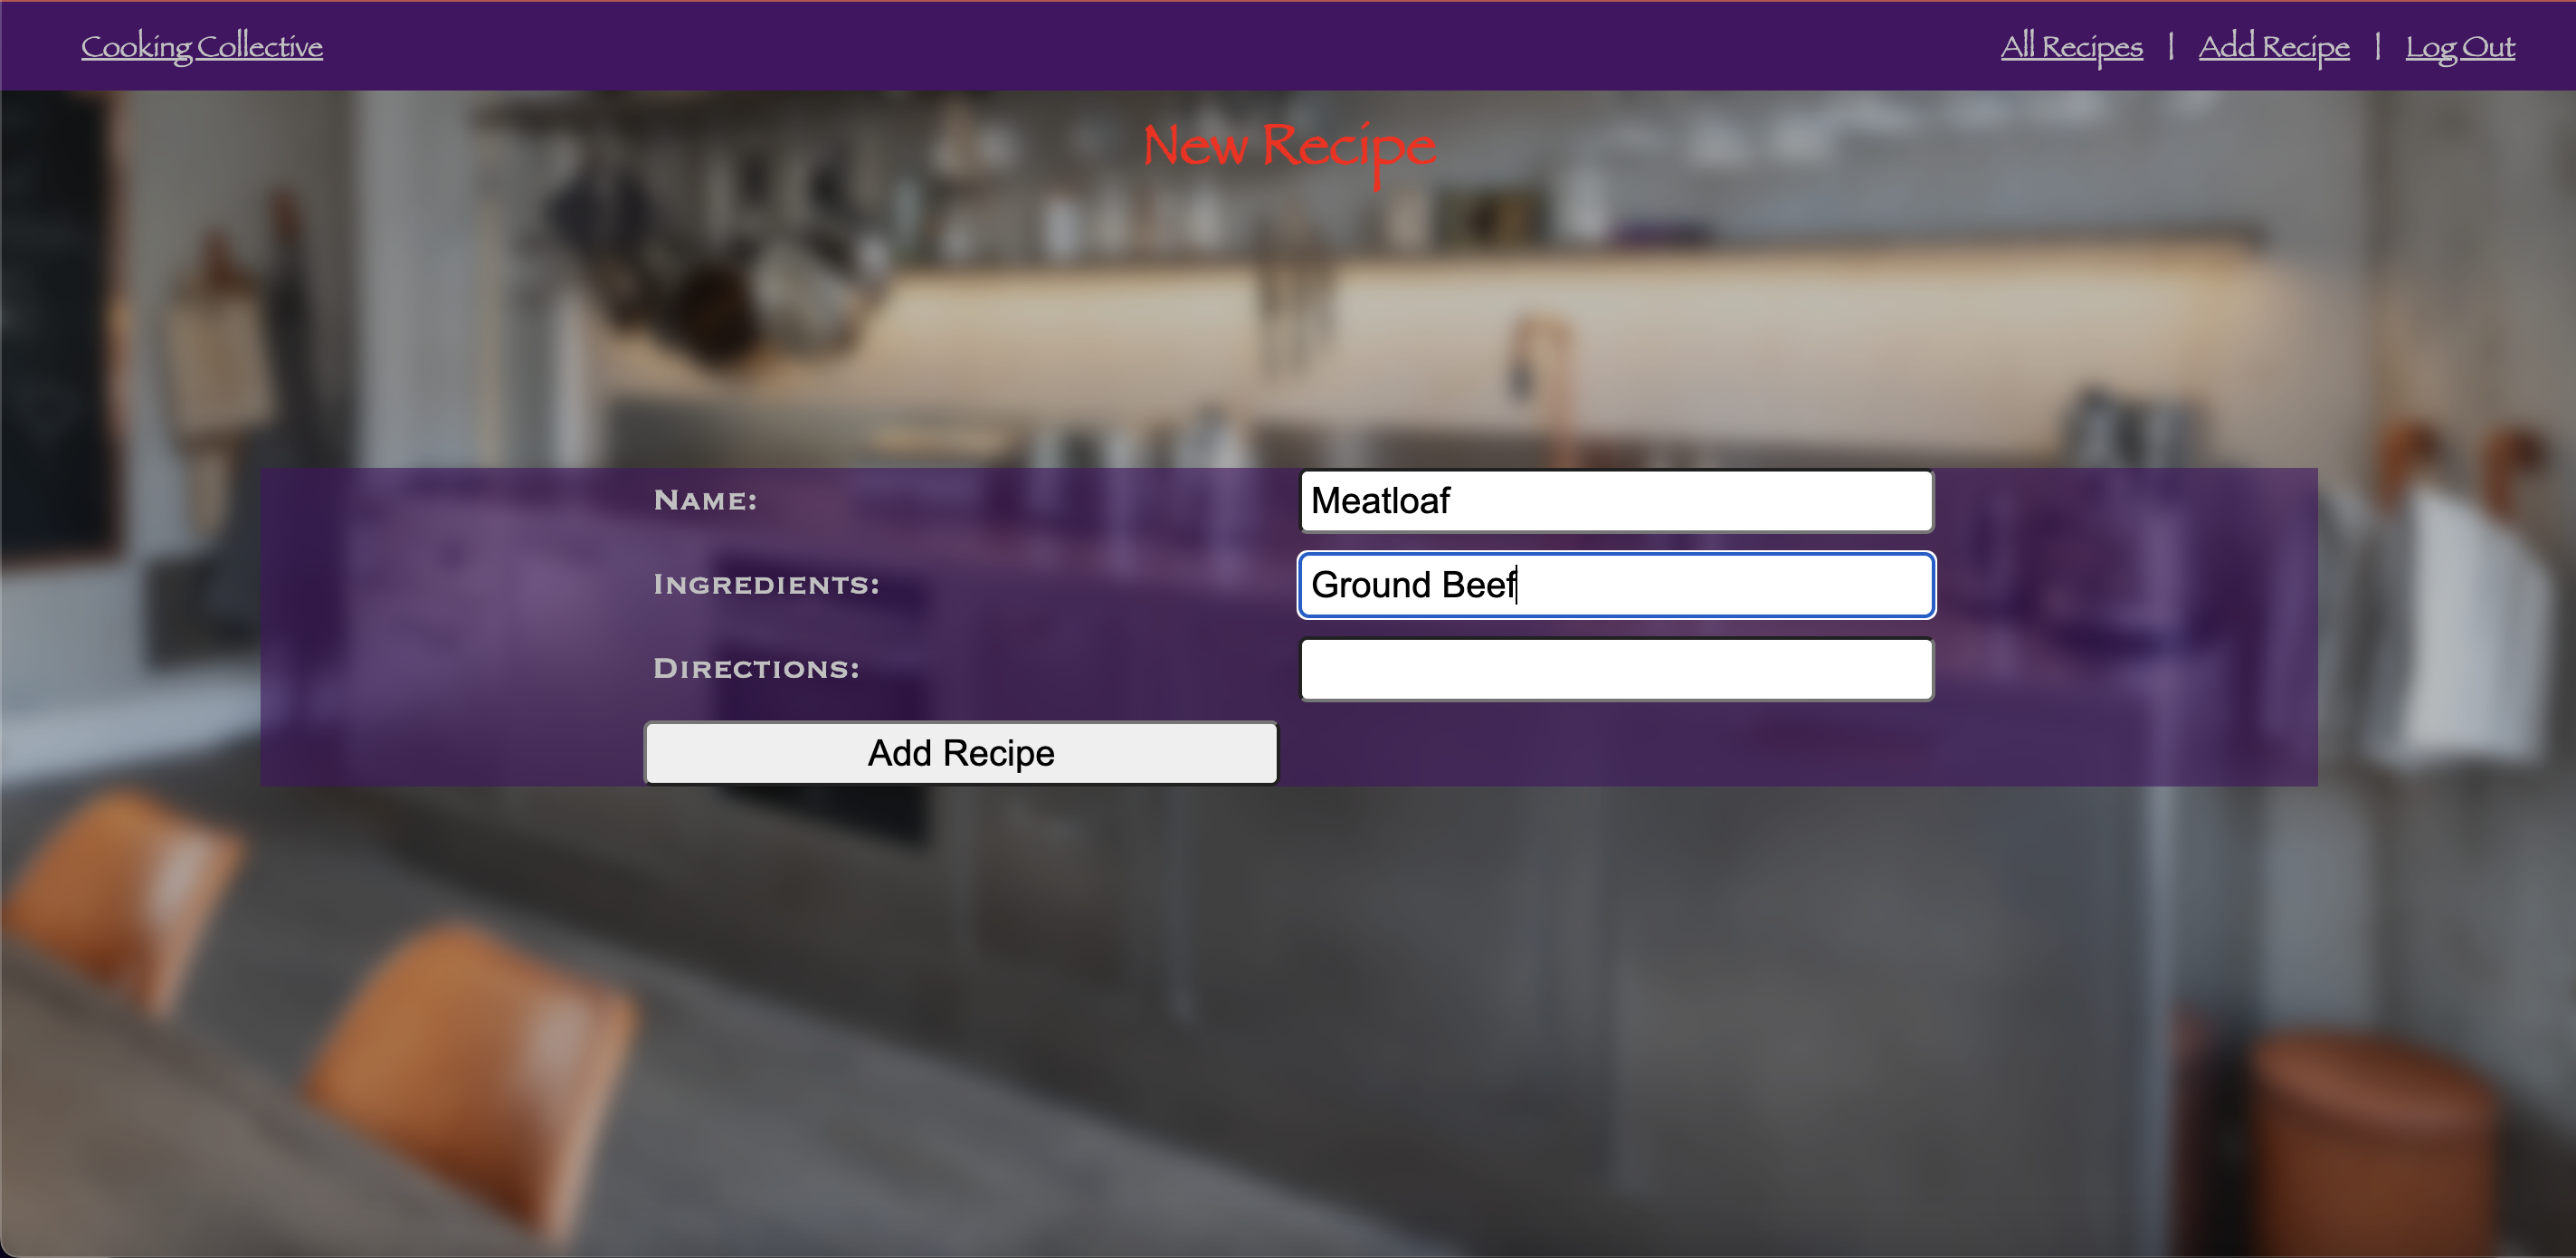 Cooking Collective
All Recipes | Add Recipe | Log Out
New Recipe
Name: Meatloaf
Ingredients: Ground Beef
Directions:
Add Recipe